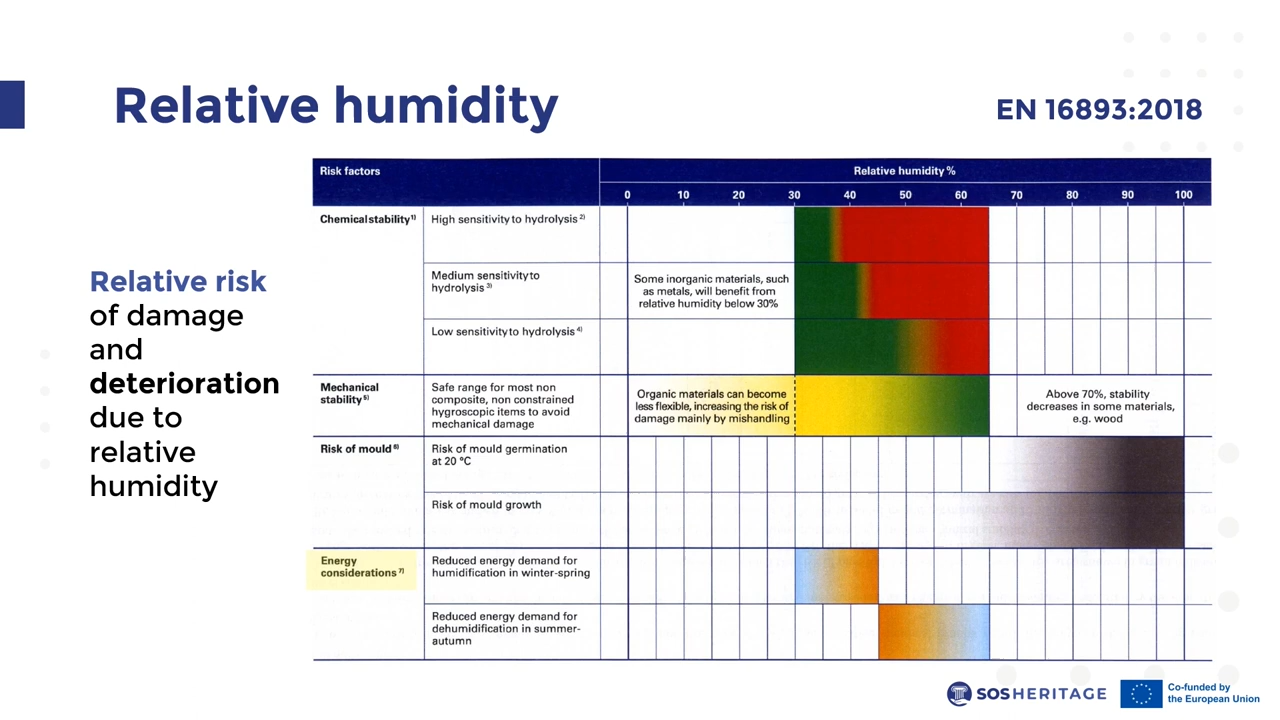 Relative humidity
EN 16893:2018
Relative risk
of damage
and
deterioration
due to
relative
humidity
Risk factors
Relative humidity %
0 10 20 30 40 50 60 70 80 90 100
Chemical stability 1)
High sensitivity to hydrolysis 2)
Medium sensitivity to
hydrolysis 3)
Some inorganic materials, such
as metals, will benefit from
relative humidity below 30%
Low sensitivity to hydrolysis 4)
Mechanical
stability 5)
Safe range for most non
composite, non constrained
hygroscopic items to avoid
mechanical damage
Organic materials can become
less flexible, increasing the risk of
damage mainly by mishandling
Above 70%, stability
decreases in some materials,
e.g. wood
Risk of mould 6)
Risk of mould germination
at 20 °C
Risk of mould growth
Energy
considerations 7)
Reduced energy demand for
humidification in winter-spring
Reduced energy demand for
dehumidification in summer-
autumn
SOSHERITAGE
Co-funded by
the European Union